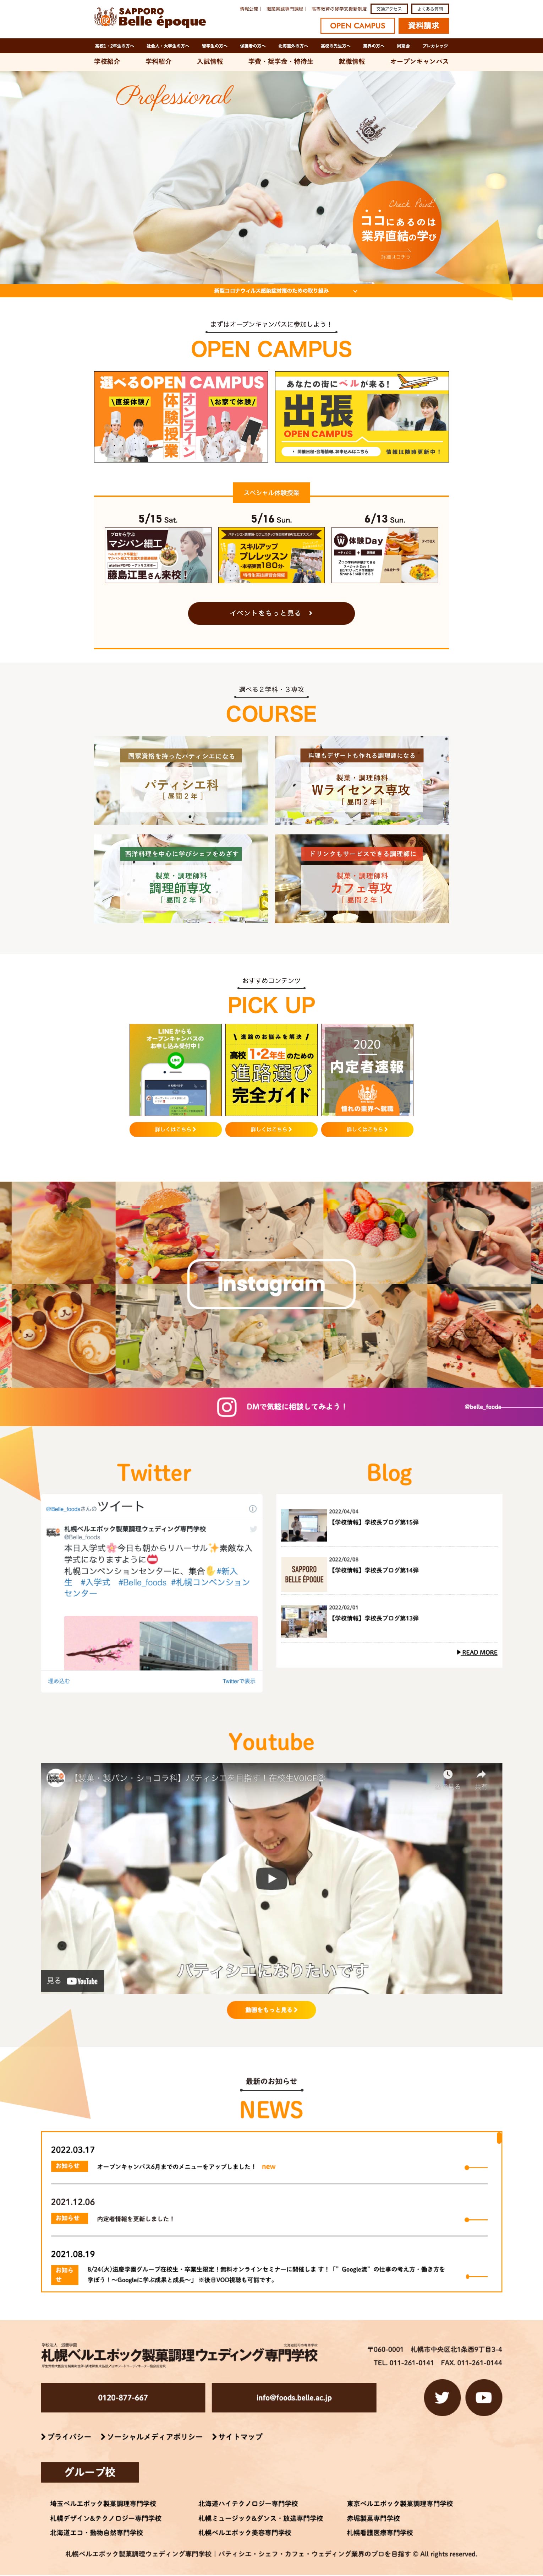 SAPPORO
Belle époque
情報公開｜ 職業実践専門課程｜ 高等教育の修学支援新制度
交通アクセス
よくある質問
OPEN CAMPUS
資料請求
高校1・2年生の方へ 社会人・大学生の方へ 留学生の方へ 保護者の方へ 北海道外の方へ 高校の先生方へ 業界の方へ 同窓会 プレカレッジ
学校紹介 学科紹介 入試情報 学費・奨学金・特待生 就職情報 オープンキャンパス
Professional
Check Point!
ココにあるのは
業界直結の学び
詳細はコチラ
新型コロナウィルス感染症対策のための取り組み
まずはオープンキャンパスに参加しよう！
OPEN CAMPUS
選べるOPEN CAMPUS
直接体験
オンライン
体験授業
お家で体験
あなたの街にベルが来る！
出張
OPEN CAMPUS
開催日程・会場情報、お申込みはこちら
情報は随時更新中！
スペシャル体験授業
5/15 Sat.
5/16 Sun.
6/13 Sun.
プロから学ぶ
マジパン細工
藤島江里さん来校！
スキルアップ
プレレッスン
-本格実習180分-
W体験Day
イベントをもっと見る
選べる２学科・３専攻
COURSE
国家資格を持ったパティシエになる
パティシエ科
[ 昼間２年 ]
料理もデザートも作れる調理師になる
製菓・調理師科
Wライセンス専攻
[ 昼間２年 ]
西洋料理を中心に学びシェフをめざす
製菓・調理師科
調理師専攻
[ 昼間２年 ]
ドリンクもサービスできる調理師に
製菓・調理師科
カフェ専攻
[ 昼間２年 ]
おすすめコンテンツ
PICK UP
LINEからも
オープンキャンパスの
お申し込み受付中！
LINE
進路のお悩みを解決
高校1・2年生のための
進路選び
完全ガイド
2020
内定者速報
憧れの業界へ就職
詳しくはこちら
詳しくはこちら
詳しくはこちら
Instagram
DMで気軽に相談してみよう！
@belle_foods
Twitter
@Belle_foodsさんのツイート
札幌ベルエポック製菓調理ウェディング専門学校
@Belle_foods
本日入学式🌸今日も朝からリハーサル✨素敵な入
学式になりますように
札幌コンベンションセンターに、集合✋#新入
生 #入学式 #Belle_foods #札幌コンベンション
センター
埋め込む
Twitterで表示
Blog
2022/04/04
【学校情報】学校長ブログ第15弾
SAPPORO
BELLE ÉPOQUE
2022/02/08
【学校情報】学校長ブログ第14弾
2022/02/01
【学校情報】学校長ブログ第13弾
READ MORE
Youtube
【製菓・製パン・ショコラ科】パティシエを目指す！在校生VOICE②
パティシエになりたいです
見る YouTube
動画をもっと見る
最新のお知らせ
NEWS
2022.03.17
お知らせ
オープンキャンパス6月までのメニューをアップしました！ new
2021.12.06
お知らせ
内定者情報を更新しました！
2021.08.19
お知らせ
8/24(火)滋慶学園グループ在校生・卒業生限定！無料オンラインセミナーに開催します！「"Google流"の仕事の考え方・働き方を
学ぼう！～Googleに学ぶ成果と成長～」 ※後日VOD視聴も可能です。
学校法人 滋慶学園
札幌ベルエポック製菓調理ウェディング専門学校
〒060-0001 札幌市中央区北1条西9丁目3-4
TEL. 011-261-0141 FAX. 011-261-0144
0120-877-667
info@foods.belle.ac.jp
プライバシー
ソーシャルメディアポリシー
サイトマップ
グループ校
埼玉ベルエポック製菓調理専門学校
北海道ハイテクノロジー専門学校
東京ベルエポック製菓調理専門学校
札幌デザイン&テクノロジー専門学校
札幌ミュージック&ダンス・放送専門学校
赤堀製菓専門学校
北海道エコ・動物自然専門学校
札幌ベルエポック美容専門学校
札幌看護医療専門学校
札幌ベルエポック製菓調理ウェディング専門学校｜パティシエ・シェフ・カフェ・ウェディング業界のプロを目指す © All rights reserved.